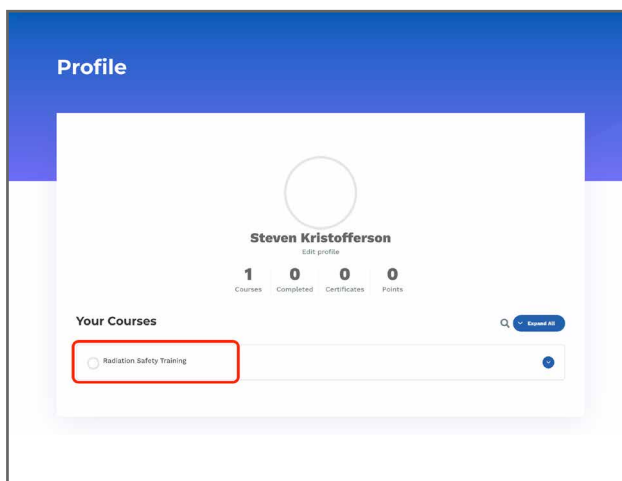 Profile
Steven Kristofferson
Edit profile
1 0 0 0
Courses Completed Certificates Points
Your Courses
Expand All
Radiation Safety Training